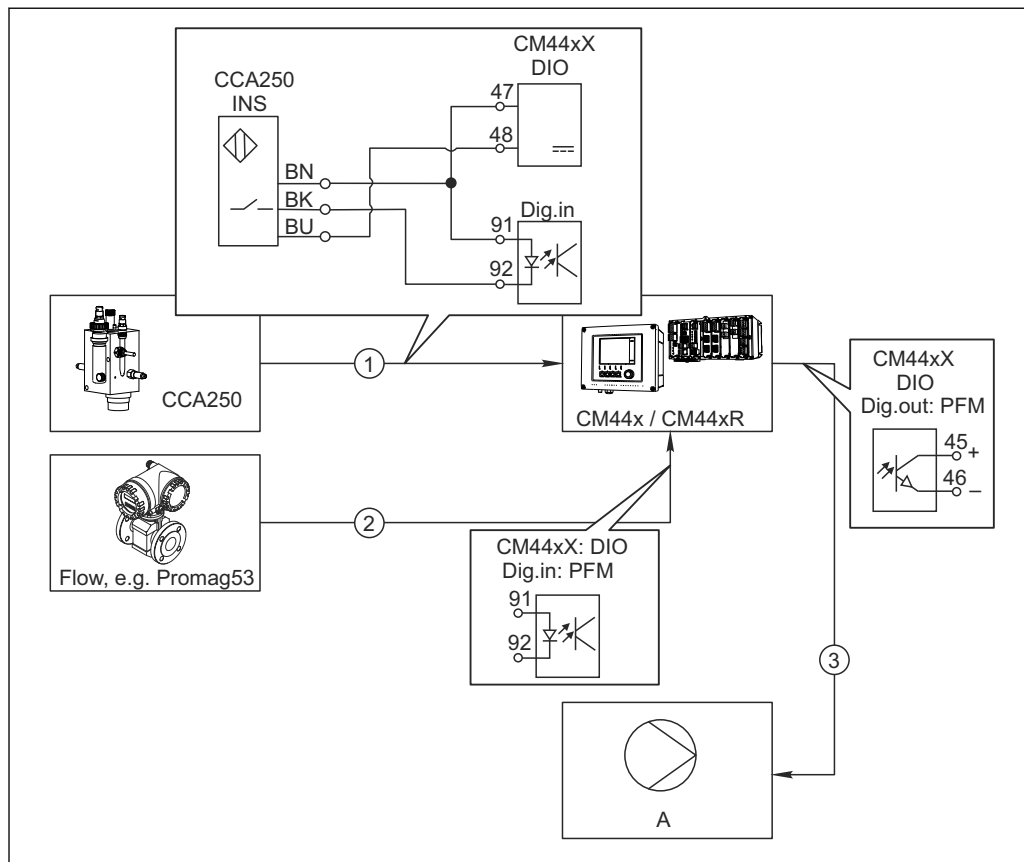 CM44xX
DIO
CCA250
INS
47
48
BN
BK
BU
Dig.in
91
92
1
CCA250
CM44x / CM44xR
CM44xX
DIO
Dig.out: PFM
45
+
46
–
2
Flow, e.g. Promag53
CM44xX: DIO
Dig.in: PFM
91
92
3
A